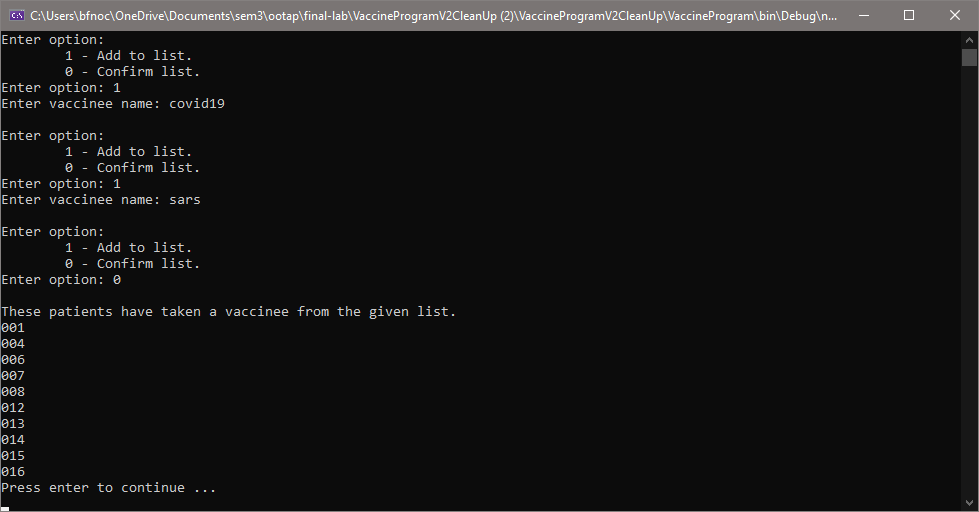 C:\Users\bfnoc\OneDrive\Documents\sem3\ootap\final-lab\VaccineProgramV2CleanUp (2)\VaccineProgramV2CleanUp\VaccineProgram\bin\Debug\n...
Enter option:
        1 - Add to list.
        0 - Confirm list.
Enter option: 1
Enter vaccinee name: covid19

Enter option:
        1 - Add to list.
        0 - Confirm list.
Enter option: 1
Enter vaccinee name: sars

Enter option:
        1 - Add to list.
        0 - Confirm list.
Enter option: 0

These patients have taken a vaccinee from the given list.
001
004
006
007
008
012
013
014
015
016
Press enter to continue ...